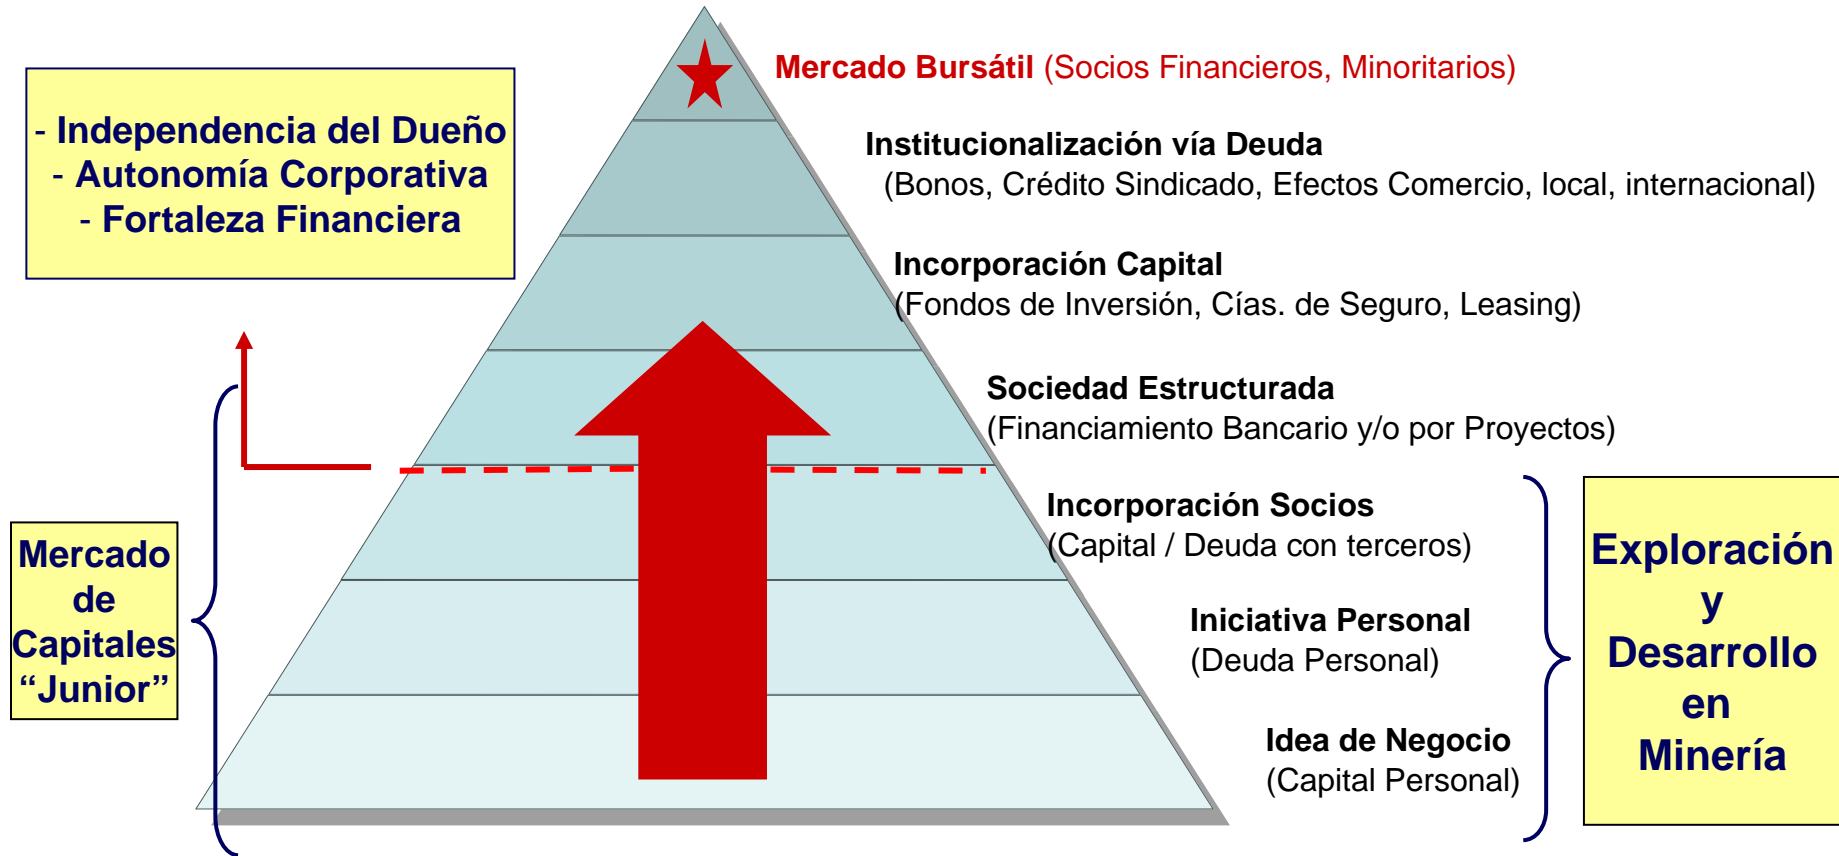 Mercado Bursátil (Socios Financieros, Minoritarios)
- Independencia del Dueño
- Autonomía Corporativa
- Fortaleza Financiera
Institucionalización vía Deuda
(Bonos, Crédito Sindicado, Efectos Comercio, local, internacional)
Incorporación Capital
(Fondos de Inversión, Cías. de Seguro, Leasing)
Sociedad Estructurada
(Financiamiento Bancario y/o por Proyectos)
Incorporación Socios
(Capital / Deuda con terceros)
Iniciativa Personal
(Deuda Personal)
Idea de Negocio
(Capital Personal)
Mercado
de
Capitales
“Junior”
Exploración
y
Desarrollo
en
Minería